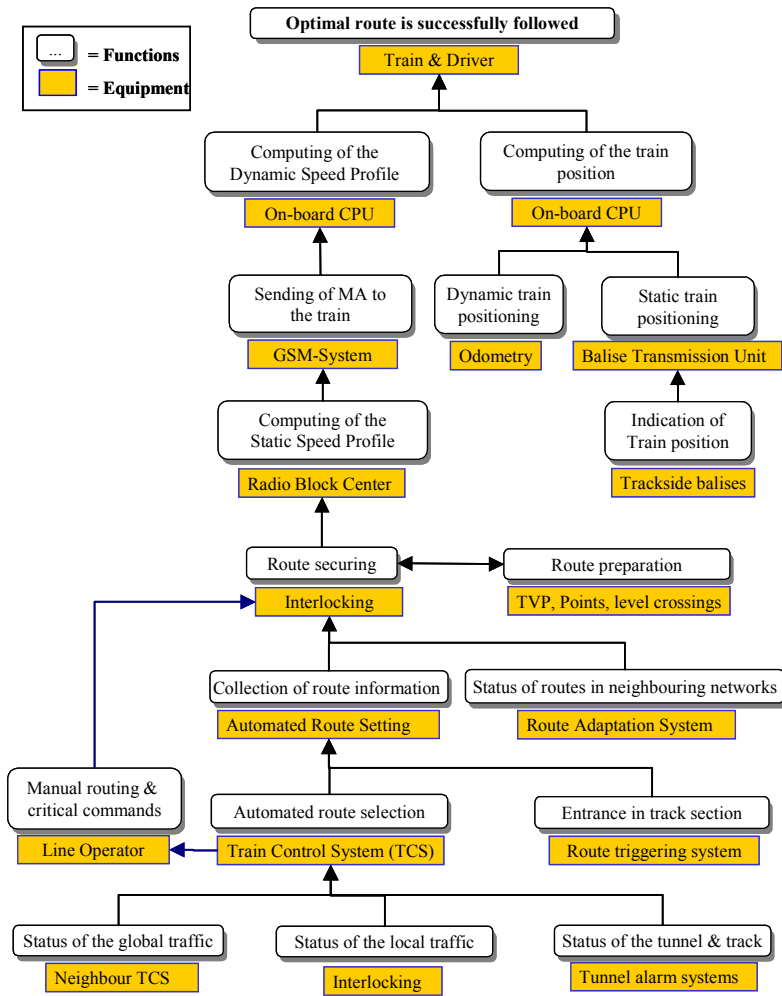 Optimal route is successfully followed
... = Functions
= Equipment
Train & Driver
Computing of the
Dynamic Speed Profile
On-board CPU
Computing of the train
position
On-board CPU
Sending of MA to
the train
GSM-System
Dynamic train
positioning
Odometry
Static train
positioning
Balise Transmission Unit
Computing of the
Static Speed Profile
Radio Block Center
Indication of
Train position
Trackside balises
Route securing
Interlocking
Route preparation
TVP, Points, level crossings
Collection of route information
Automated Route Setting
Status of routes in neighbouring networks
Route Adaptation System
Manual routing &
critical commands
Line Operator
Automated route selection
Train Control System (TCS)
Entrance in track section
Route triggering system
Status of the global traffic
Neighbour TCS
Status of the local traffic
Interlocking
Status of the tunnel & track
Tunnel alarm systems